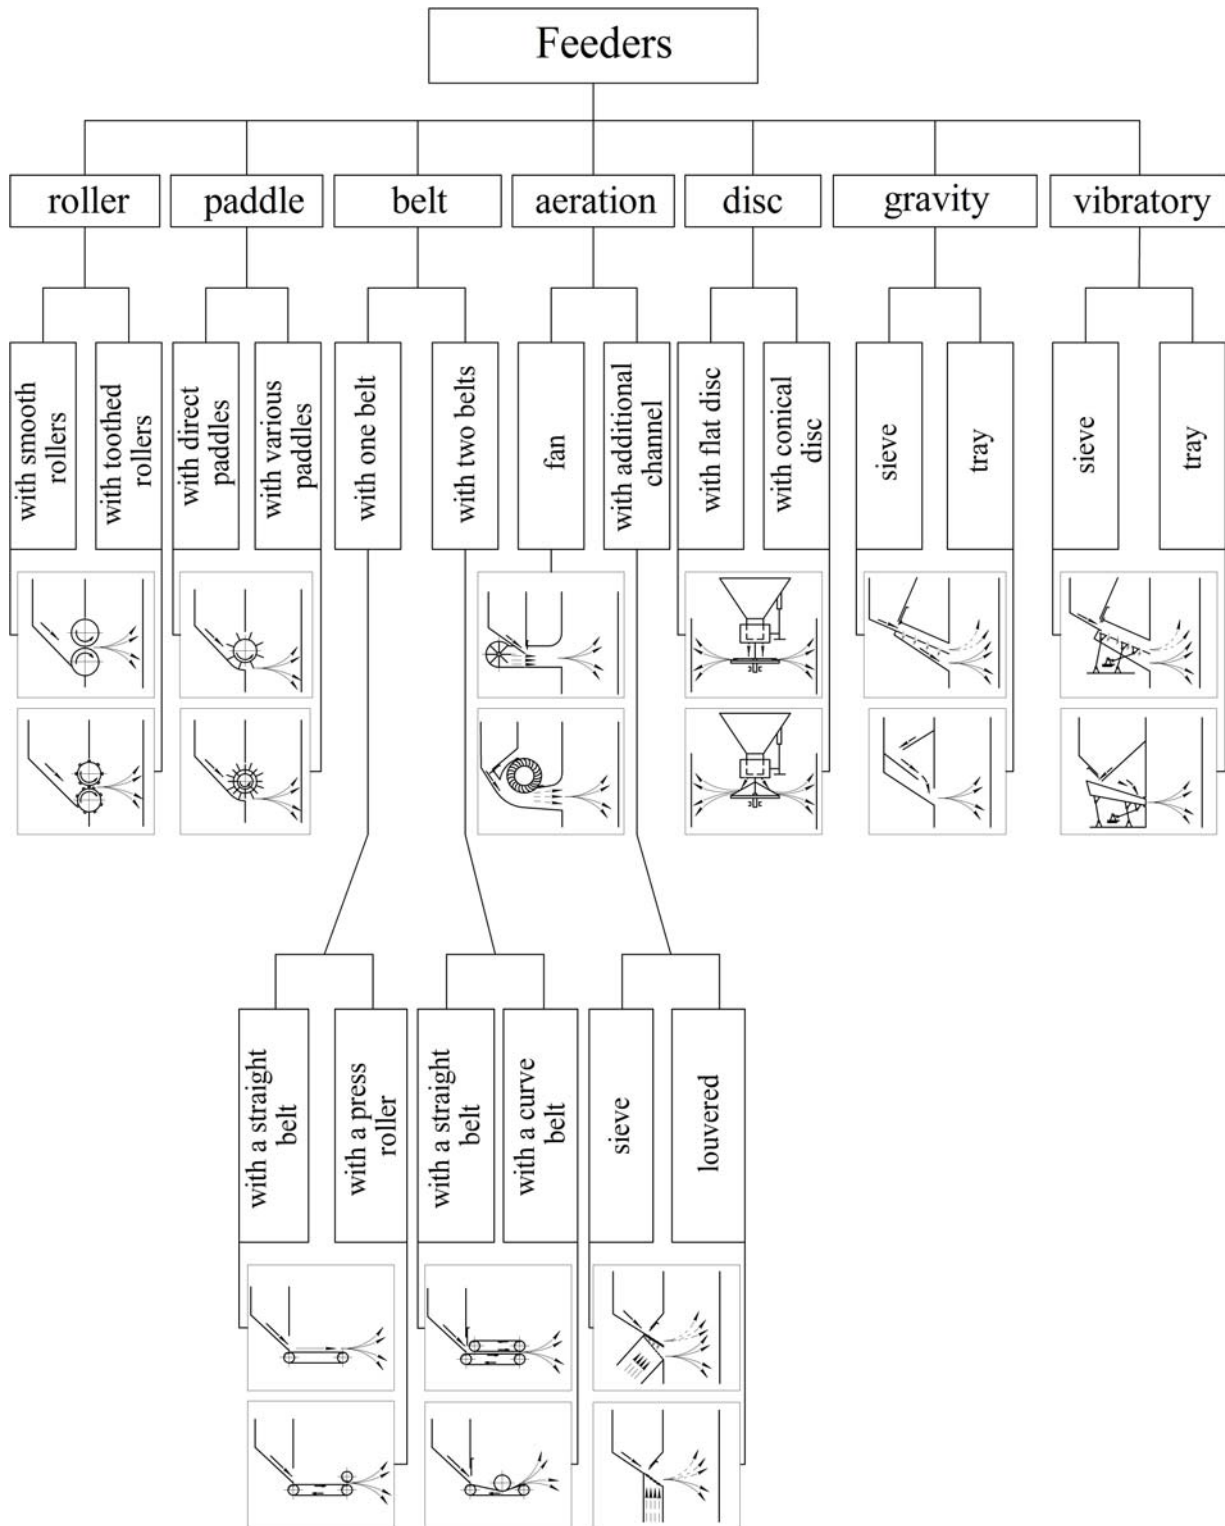 Feeders
roller
paddle
belt
aeration
disc
gravity
vibratory
with smooth
rollers
with toothed
rollers
with direct
paddles
with various
paddles
with one belt
with two belts
fan
with additional
channel
with flat disc
with conical
disc
sieve
tray
sieve
tray
with a straight
belt
with a press
roller
with a straight
belt
with a curve
belt
sieve
louvered